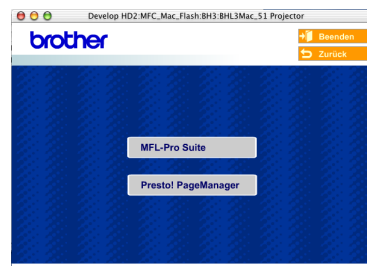 Develop HD2:MFC_Mac_Flash:BH3:BHL3Mac_51 Projector
brother
Beenden
Zurück
MFL-Pro Suite
Presto! PageManager